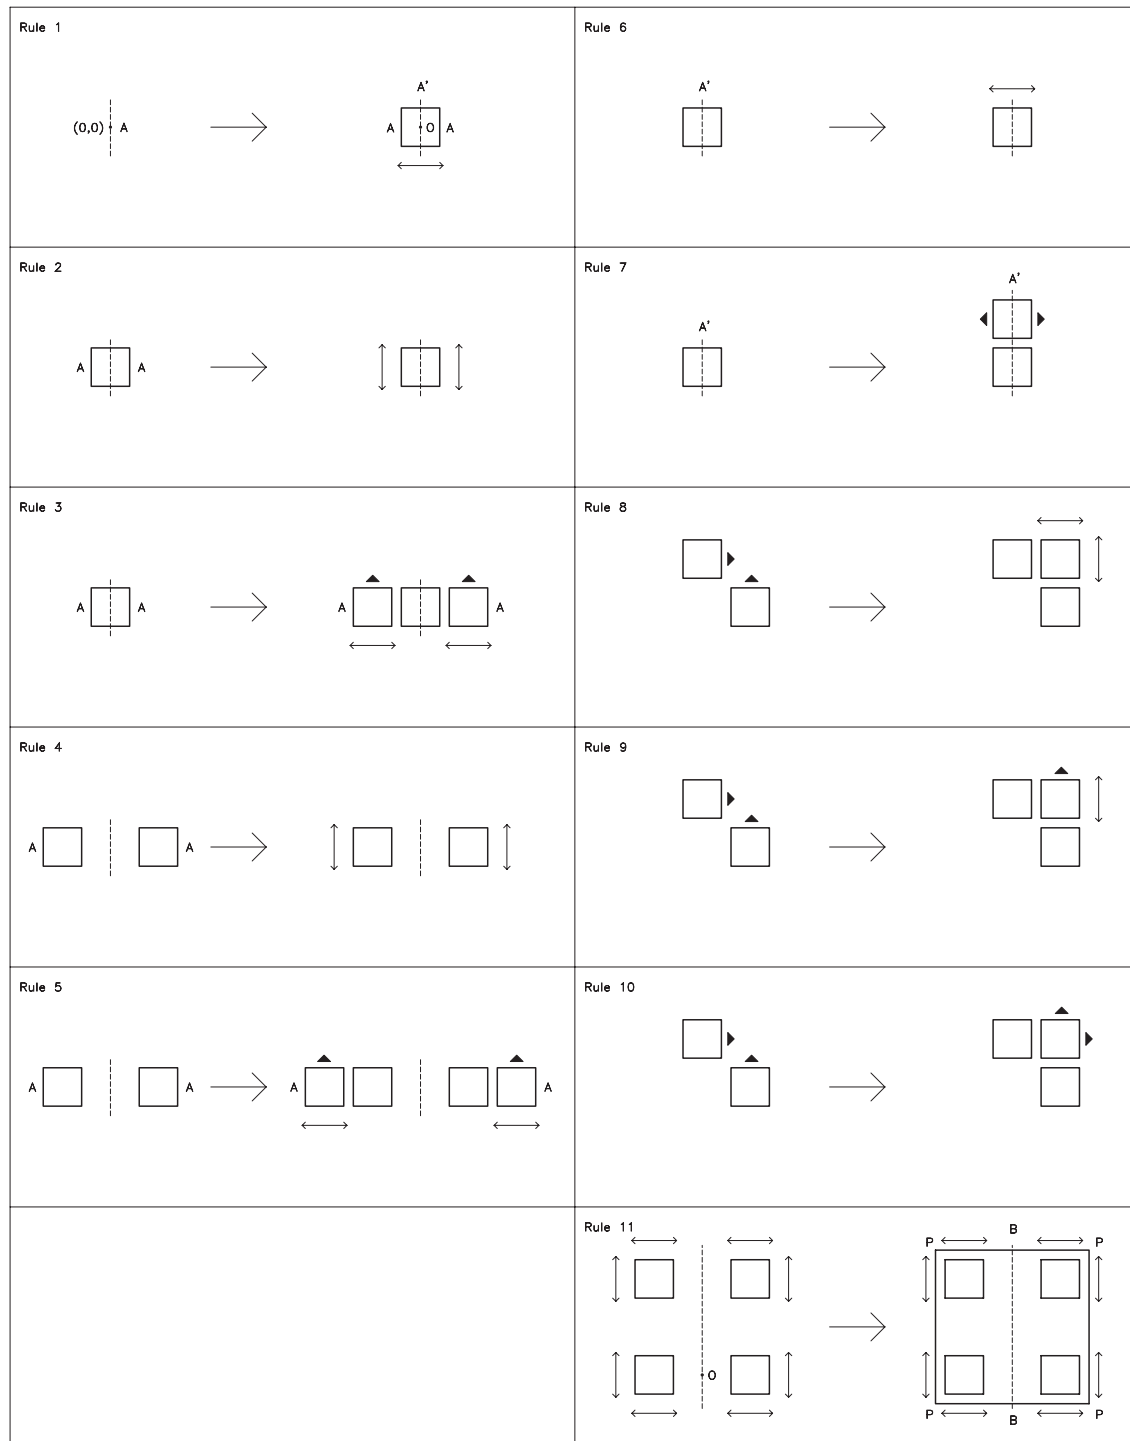 Rule 1
A'
(0,0) A
A O A
Rule 2
A A
Rule 3
A A
A A
Rule 4
A A
Rule 5
A A
A A
Rule 6
A'
Rule 7
A'
A'
Rule 8
Rule 9
Rule 10
Rule 11
O
P B P
P B P